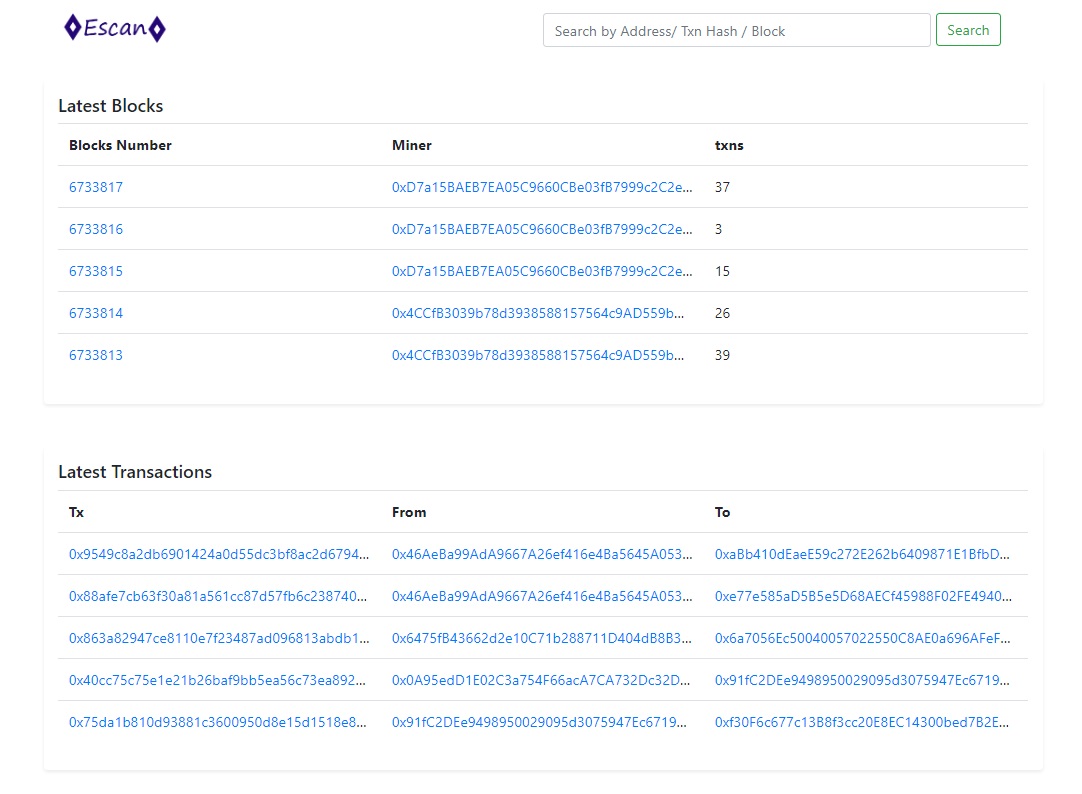 Escan
Search by Address/ Txn Hash / Block Search
Latest Blocks
Blocks Number Miner txns
6733817 0xD7a15BAEB7EA05C9660CBe03fB7999c2C2e... 37
6733816 0xD7a15BAEB7EA05C9660CBe03fB7999c2C2e... 3
6733815 0xD7a15BAEB7EA05C9660CBe03fB7999c2C2e... 15
6733814 0x4CCfB3039b78d3938588157564c9AD559b... 26
6733813 0x4CCfB3039b78d3938588157564c9AD559b... 39
Latest Transactions
Tx From To
0x9549c8a2db6901424a0d55dc3bf8ac2d6794... 0x46AeBa99AdA9667A26ef416e4Ba5645A053... 0xaBb410dEaeE59c272E262b6409871E1BfbD...
0x88afe7cb63f30a81a561cc87d57fb6c238740... 0x46AeBa99AdA9667A26ef416e4Ba5645A053... 0xe77e585aD5B5e5D68AECf45988F02FE4940...
0x863a82947ce8110e7f23487ad096813abdb1... 0x6475fB43662d2e10C71b288711D404dB8B3... 0x6a7056Ec50040057022550C8AE0a696AFeF...
0x40cc75c75e1e21b26baf9bb5ea56c73ea892... 0x0A95edD1E02C3a754F66acA7CA732Dc32D... 0x91fC2DEe9498950029095d3075947Ec6719...
0x75da1b810d93881c3600950d8e15d1518e8... 0x91fC2DEe9498950029095d3075947Ec6719... 0xf30F6c677c13B8f3cc20E8EC14300bed7B2E...